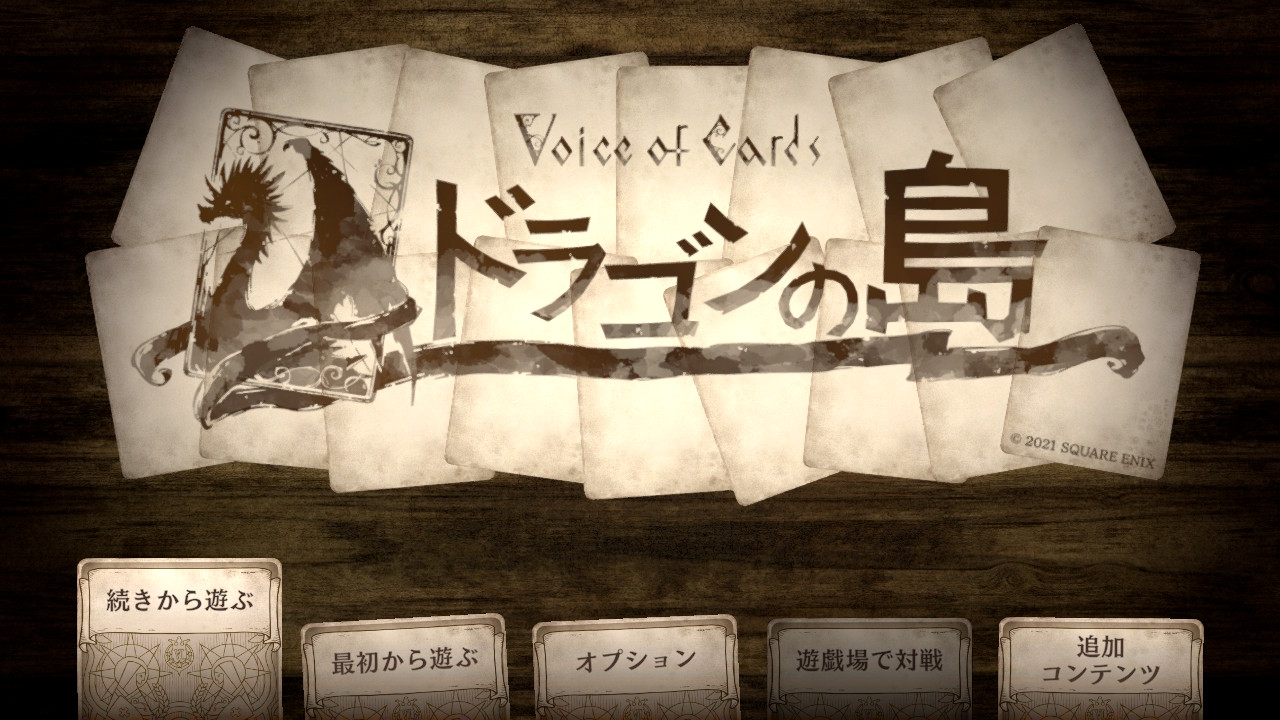 Voice of Cards
ドラゴンの島
© 2021 SQUARE ENIX
続きから遊ぶ
最初から遊ぶ
オプション
遊戯場で対戦
追加
コンテンツ